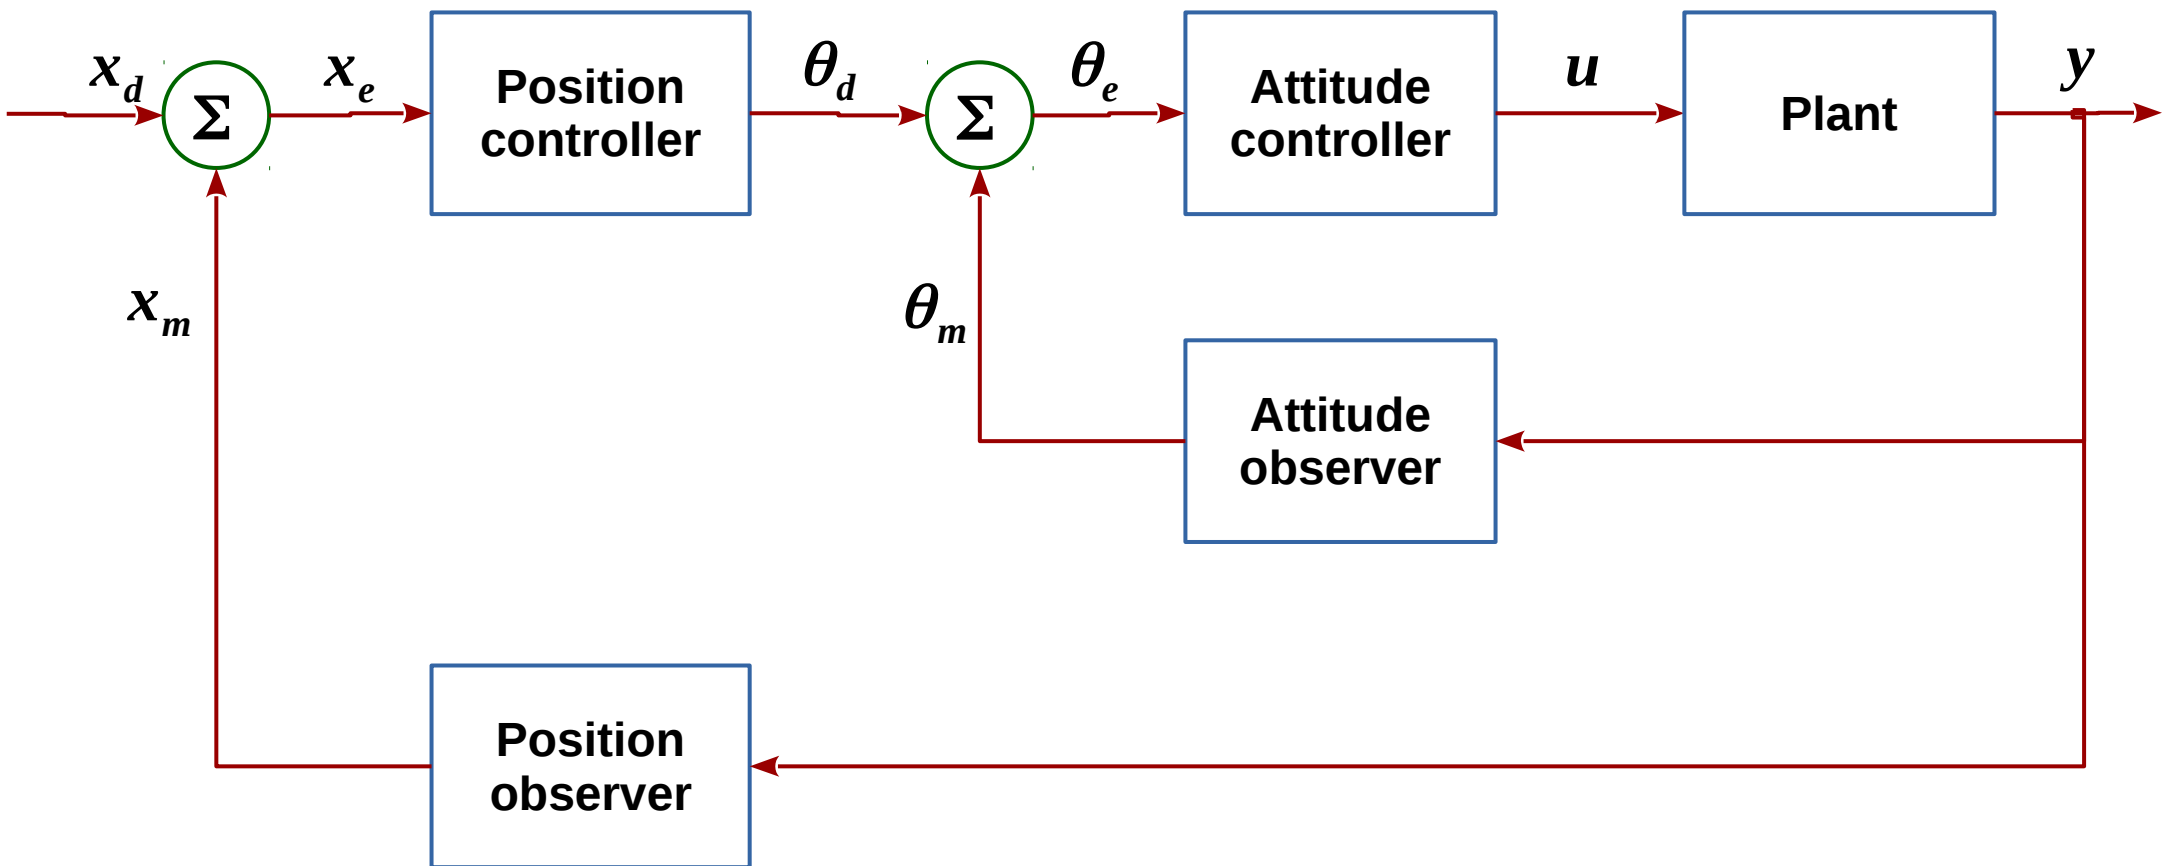 x_d
Σ
x_e
Position
controller
θ_d
Σ
θ_e
Attitude
controller
u
Plant
y
x_m
θ_m
Attitude
observer
Position
observer